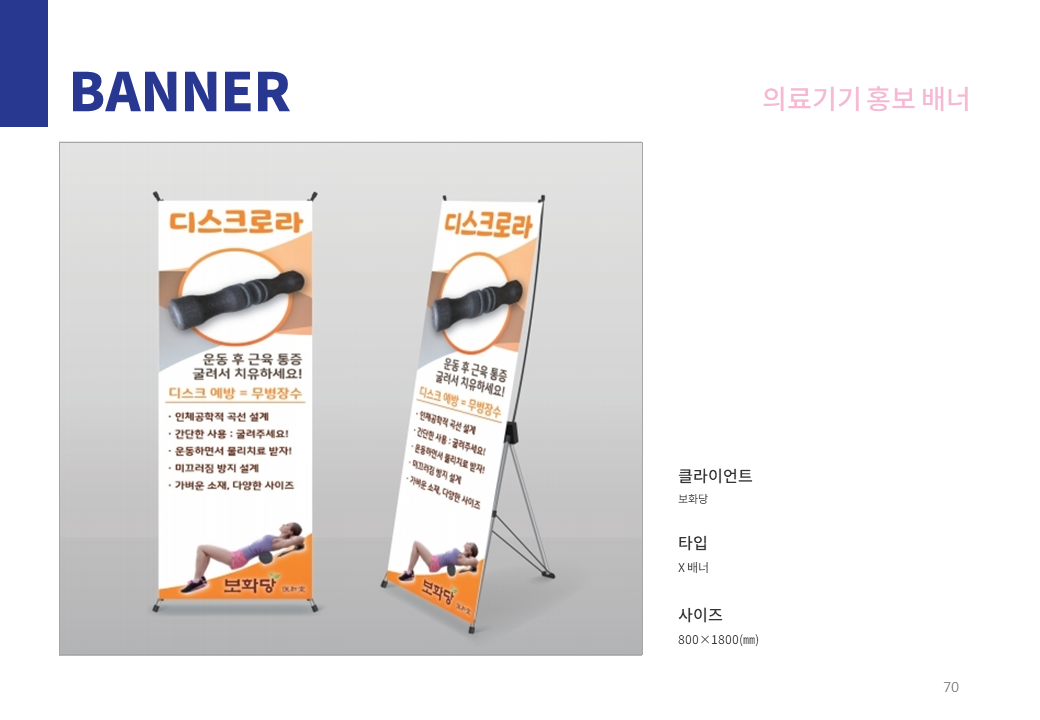 BANNER
의료기기 홍보 배너
디스크로라
운동 후 근육 통증
굴려서 치유하세요!
디스크 예방 = 무병장수
· 인체공학적 곡선 설계
· 간단한 사용 : 굴려주세요!
· 운동하면서 물리치료 받자!
· 미끄러짐 방지 설계
· 가벼운 소재, 다양한 사이즈
보화당
디스크로라
운동 후 근육 통증
굴려서 치유하세요!
디스크 예방 = 무병장수
· 인체공학적 곡선 설계
· 간단한 사용 : 굴려주세요!
· 운동하면서 물리치료 받자!
· 미끄러짐 방지 설계
· 가벼운 소재, 다양한 사이즈
보화당
클라이언트
보화당
타입
X 배너
사이즈
800×1800(㎜)
70